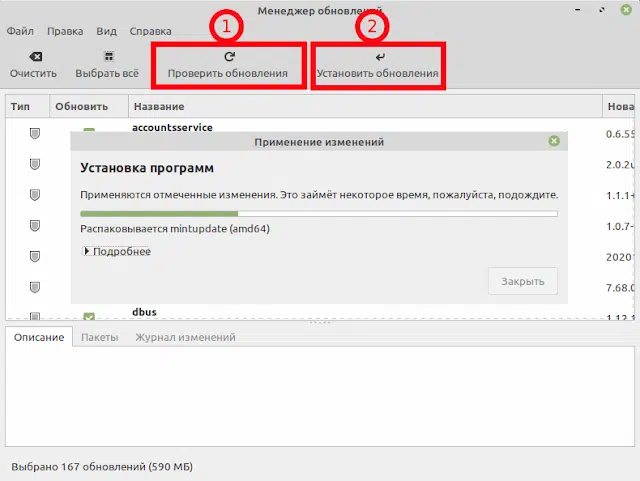 Менеджер обновлений
1
2
Файл Правка Вид Справка
Очистить Выбрать всё Проверить обновления Установить обновления
Тип Обновить Название Нова
accountsservice 0.6.55
2.0.2u
Применение изменений
Установка программ
1.1.1+
Применяются отмеченные изменения. Это займёт некоторое время, пожалуйста, подождите.
1.0.7-
Распаковывается mintupdate (amd64)
Подробнее
20201
Закрыть
7.68.0
dbus 1.12.1
Описание Пакеты Журнал изменений
Выбрано 167 обновлений (590 МБ)